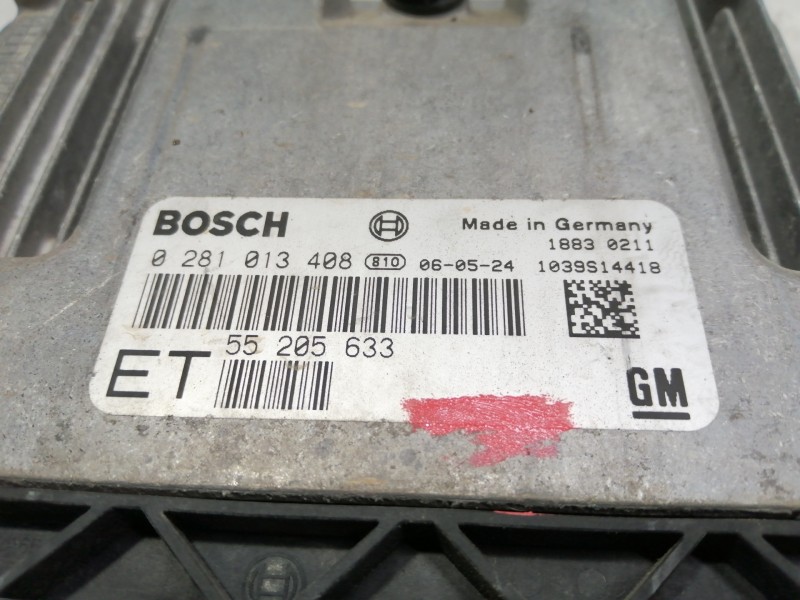 BOSCH
Made in Germany
1883 0211
0 281 013 408 810 06-05-24 1039S14418
ET 55 205 633
GM